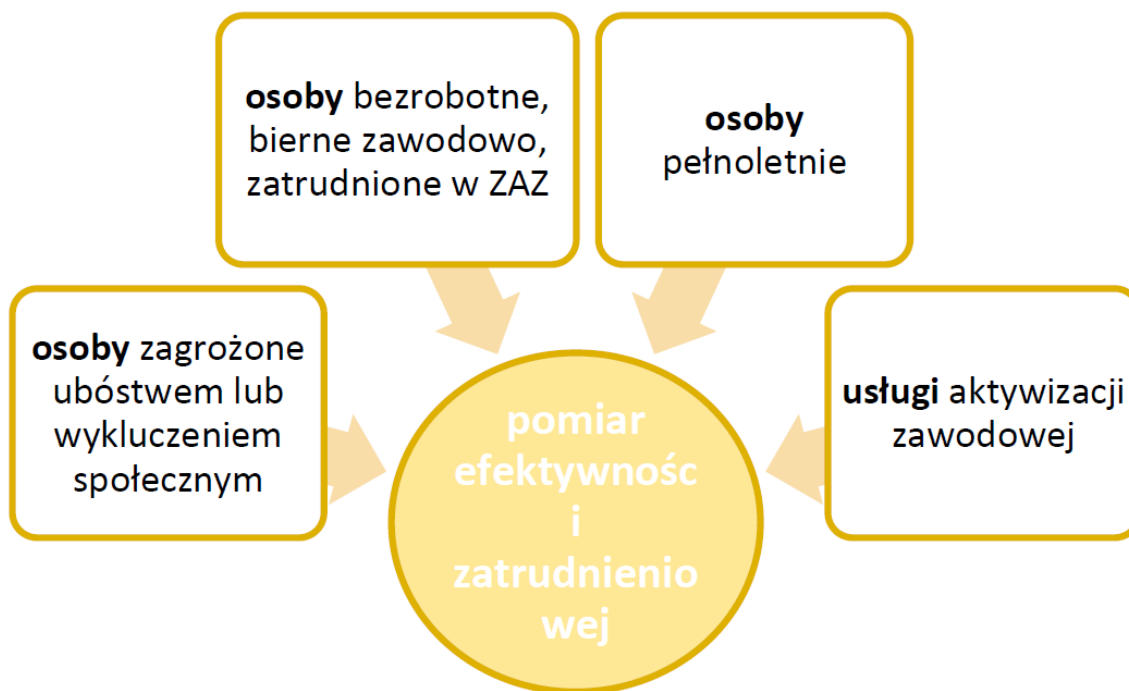 osoby bezrobotne,
bierne zawodowo,
zatrudnione w ZAZ
osoby
pełnoletnie
osoby zagrożone
ubóstwem lub
wykluczeniem
społecznym
usługi aktywizacji
zawodowej
pomiar
efektywnośc
i
zatrudnienio
wej